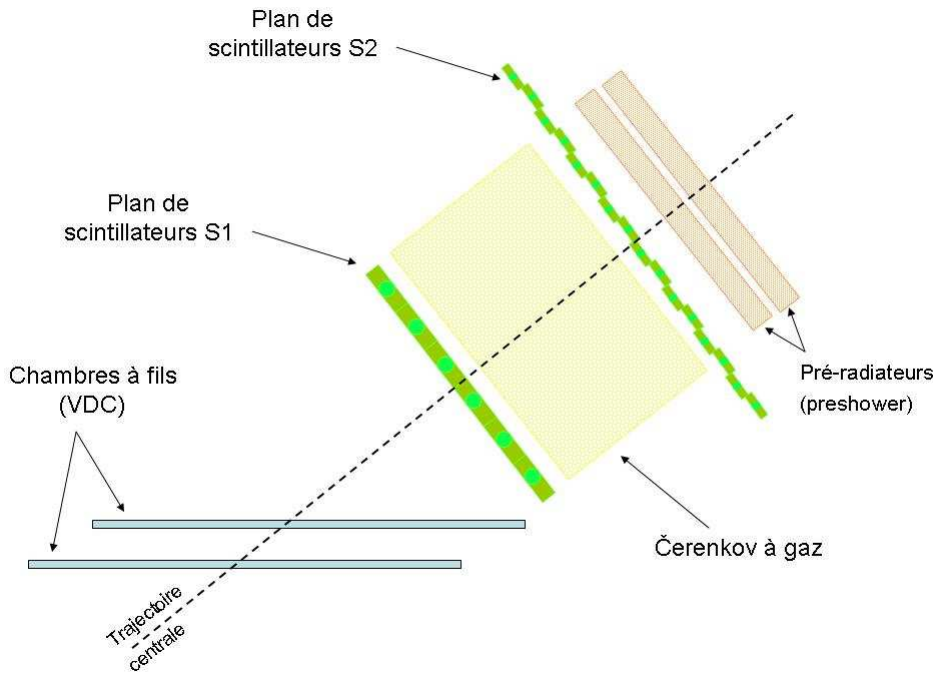 Plan de
scintillateurs S2
Plan de
scintillateurs S1
Chambres à fils
(VDC)
Pré-radiateurs
(preshower)
Čerenkov à gaz
Trajectoire
centrale